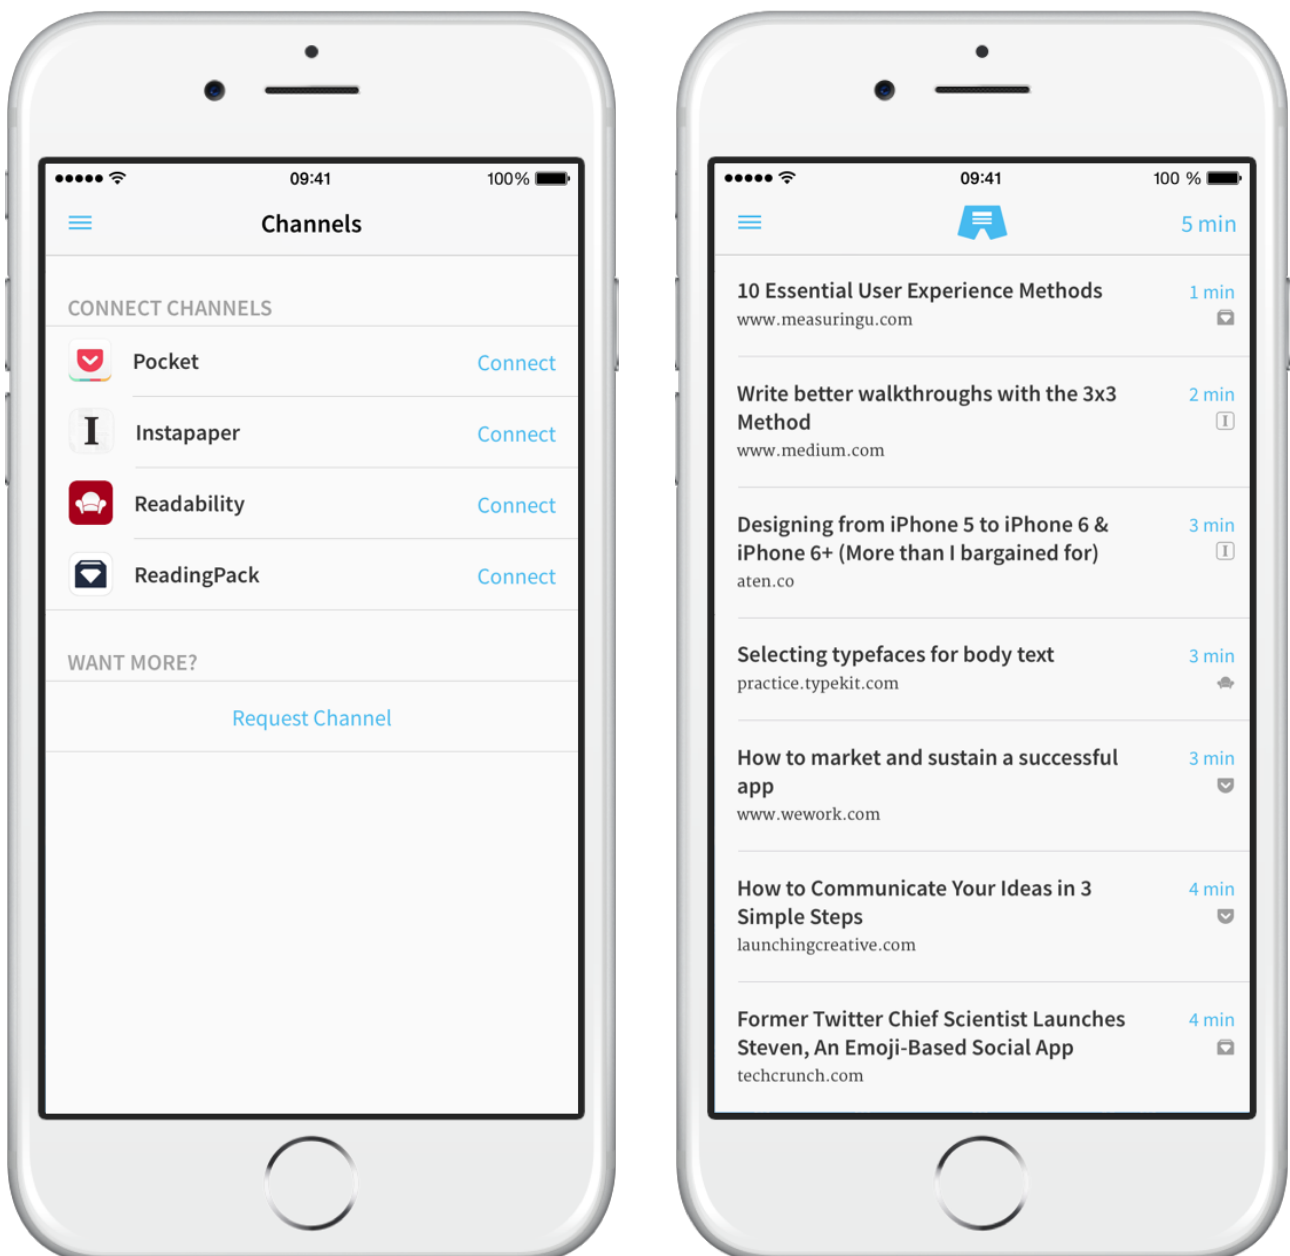 09:41
100%
Channels
CONNECT CHANNELS
Pocket
Connect
I
Instapaper
Connect
Readability
Connect
ReadingPack
Connect
WANT MORE?
Request Channel
09:41
100 %
5 min
10 Essential User Experience Methods
1 min
www.measuringu.com
Write better walkthroughs with the 3x3
2 min
Method
I
www.medium.com
Designing from iPhone 5 to iPhone 6 &
3 min
iPhone 6+ (More than I bargained for)
I
aten.co
Selecting typefaces for body text
3 min
practice.typekit.com
How to market and sustain a successful
3 min
app
www.wework.com
How to Communicate Your Ideas in 3
4 min
Simple Steps
launchingcreative.com
Former Twitter Chief Scientist Launches
4 min
Steven, An Emoji-Based Social App
techcrunch.com